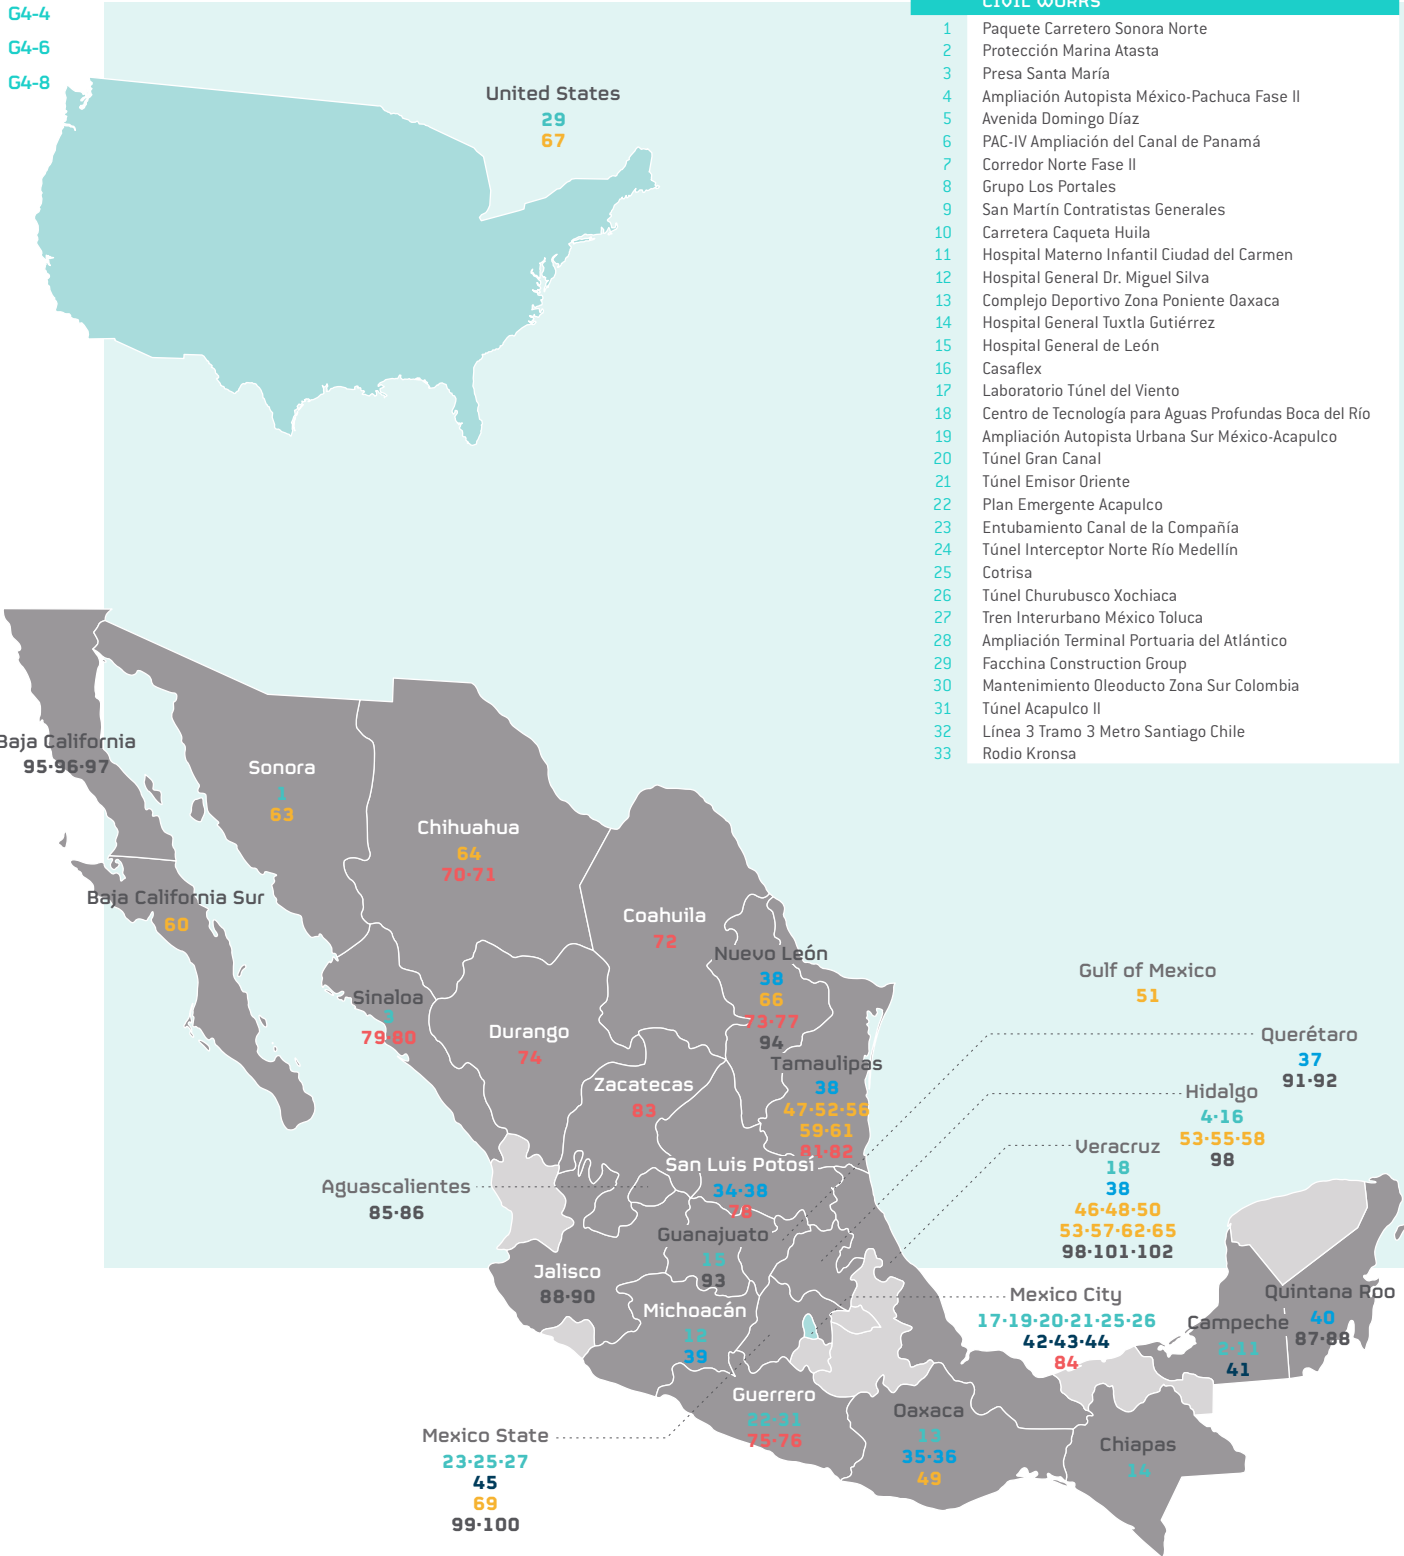 G4-4
G4-6
G4-8
CIVIL WORKS
1 Paquete Carretero Sonora Norte
2 Protección Marina Atasta
3 Presa Santa María
4 Ampliación Autopista México-Pachuca Fase II
5 Avenida Domingo Díaz
6 PAC-IV Ampliación del Canal de Panamá
7 Corredor Norte Fase II
8 Grupo Los Portales
9 San Martín Contratistas Generales
10 Carretera Caqueta Huila
11 Hospital Materno Infantil Ciudad del Carmen
12 Hospital General Dr. Miguel Silva
13 Complejo Deportivo Zona Poniente Oaxaca
14 Hospital General Tuxtla Gutiérrez
15 Hospital General de León
16 Casaflex
17 Laboratorio Túnel del Viento
18 Centro de Tecnología para Aguas Profundas Boca del Río
19 Ampliación Autopista Urbana Sur México-Acapulco
20 Túnel Gran Canal
21 Túnel Emisor Oriente
22 Plan Emergente Acapulco
23 Entubamiento Canal de la Compañía
24 Túnel Interceptor Norte Río Medellín
25 Cotrisa
26 Túnel Churubusco Xochiaca
27 Tren Interurbano México Toluca
28 Ampliación Terminal Portuaria del Atlántico
29 Facchina Construction Group
30 Mantenimiento Oleoducto Zona Sur Colombia
31 Túnel Acapulco II
32 Línea 3 Tramo 3 Metro Santiago Chile
33 Rodio Kronsa
United States
29
67
Baja California
95·96·97
Sonora
1
63
Chihuahua
64
70·71
Baja California Sur
60
Coahuila
72
Nuevo León
38
66
73·77
94
Sinaloa
3
79·80
Durango
74
Zacatecas
83
Tamaulipas
38
47·52·56
59·61
81·82
San Luis Potosí
34·38
78
Gulf of Mexico
51
Querétaro
37
91·92
Hidalgo
4·16
53·55·58
98
Veracruz
18
38
46·48·50
53·57·62·65
98·101·102
Aguascalientes
85·86
Guanajuato
15
93
Jalisco
88·90
Michoacán
12
39
Mexico City
17·19·20·21·25·26
42·43·44
84
Quintana Roo
40
87·88
Campeche
2·11
41
Guerrero
22·31
75·76
Oaxaca
13
35·36
49
Chiapas
14
Mexico State
23·25·27
45
69
99·100